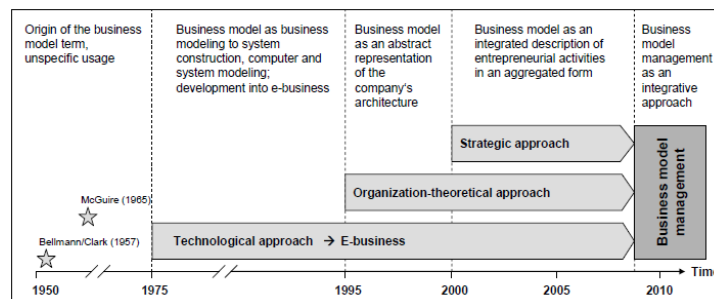 Origin of the business
model term,
unspecific usage
Business model as business
modeling to system
construction, computer and
system modeling;
development into e-business
Business model
as an abstract
representation
of the
company's
architecture
Business model as an
integrated description of
entrepreneurial activities
in an aggregated form
Business
model
management
as an
integrative
approach
Strategic approach
McGuire (1965)
Organization-theoretical approach
Business model
management
Bellmann/Clark (1957)
Technological approach → E-business
1950
1975
1995
2000
2005
2010
Time